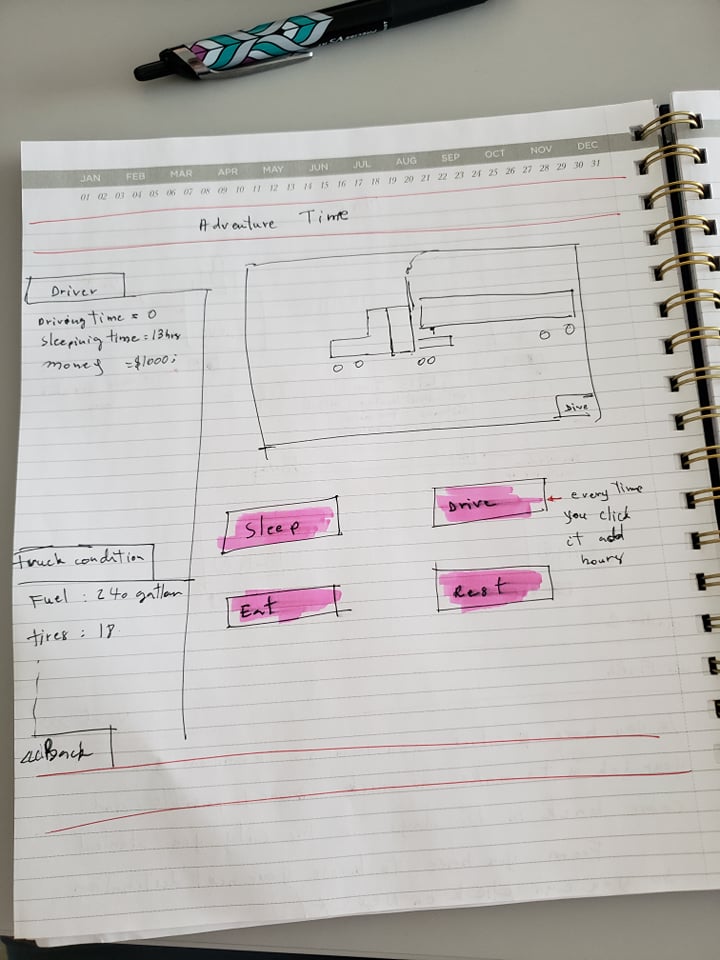 JAN FEB MAR APR MAY JUN JUL AUG SEP OCT NOV DEC
01 02 03 04 05 06 07 08 09 10 11 12 13 14 15 16 17 18 19 20 21 22 23 24 25 26 27 28 29 30 31
Adventure Time
Driver
Driving time = 0
Sleeping time = 13hrs
money = $1000;
Dive
Sleep
Drive
every time
you click
it add
hours
Eat
Rest
Truck condition
Fuel : 240 gallan
tires : 18
Back